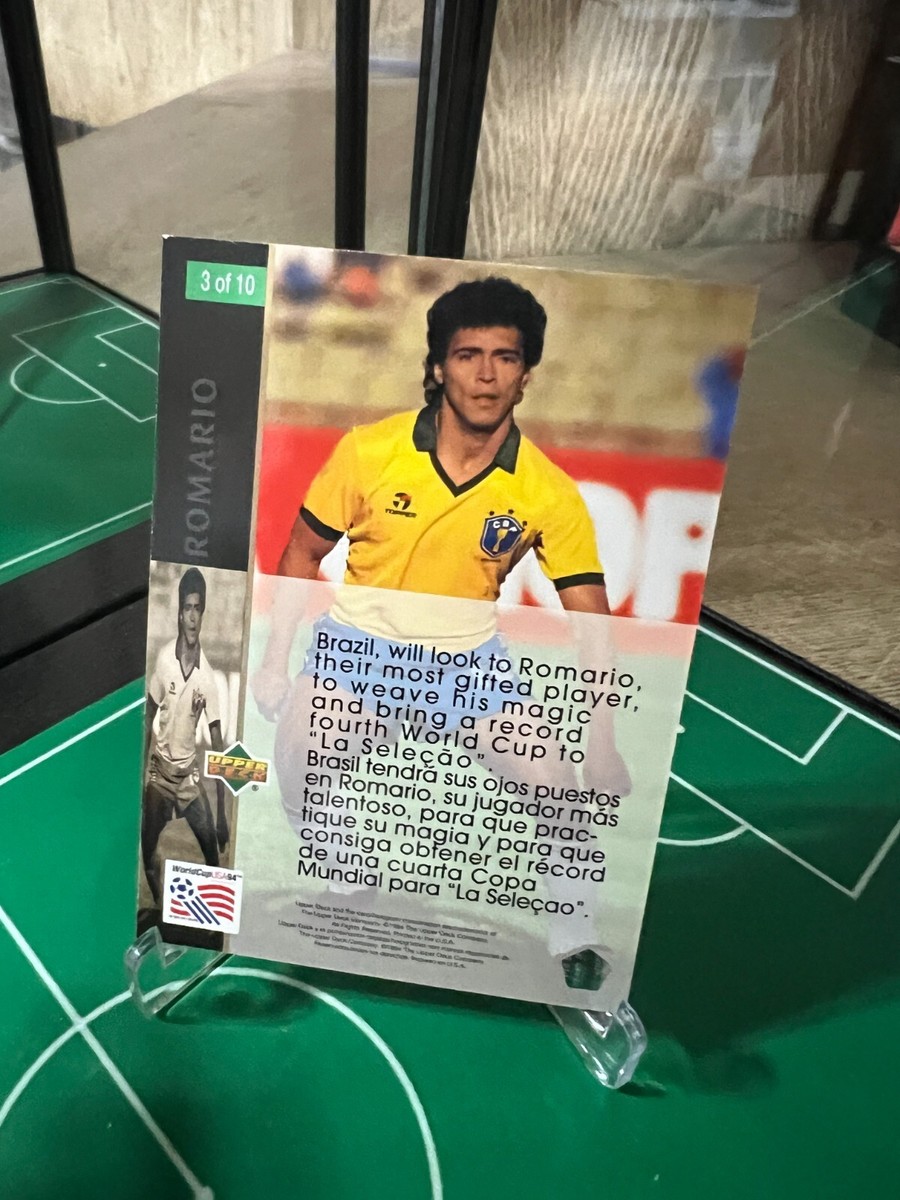 3 of 10
ROMARIO
TOPPER
CBF
Brazil, will look to Romario,
their most gifted player,
to weave his magic
and bring a record
fourth World Cup to
"La Seleção".
Brasil tendrá sus ojos puestos
en Romario, su jugador más
talentoso, para que prac-
tique su magia y para que
consiga obtener el récord
de una cuarta Copa
Mundial para "La Seleçao".
UPPER
DECK
®
WorldCupUSA94